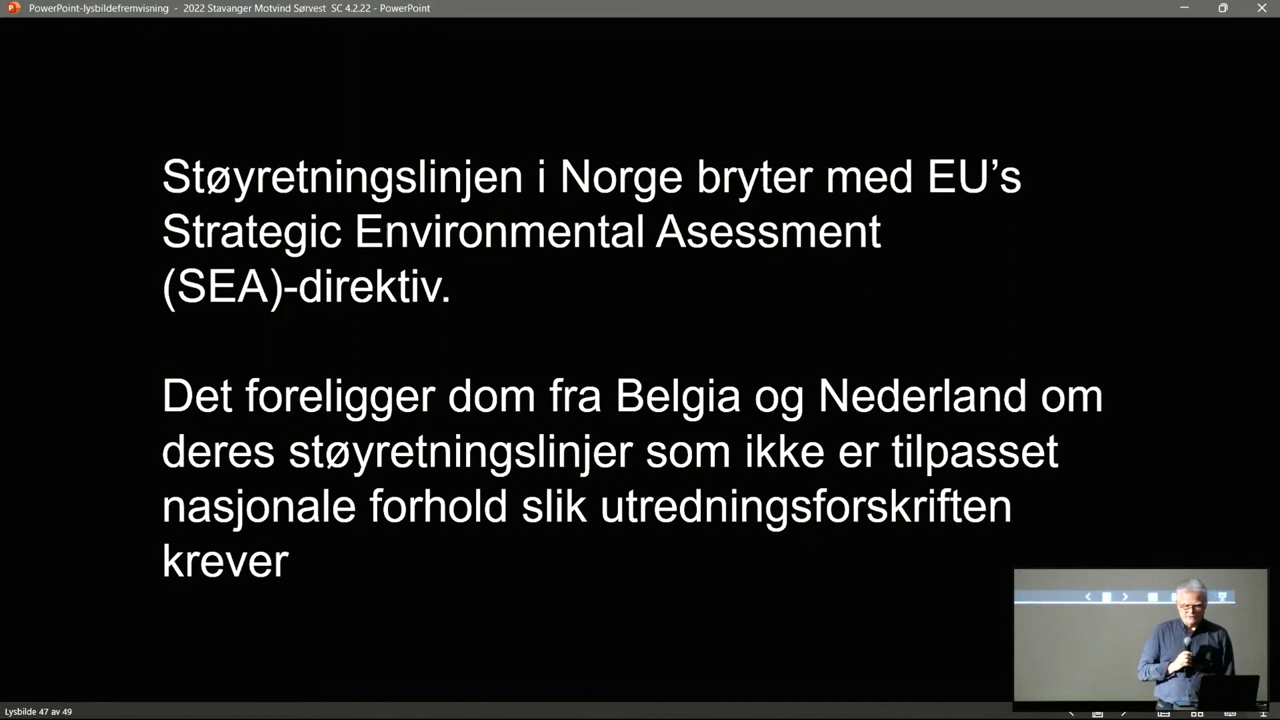 PowerPoint-lysbildefremvisning - 2022 Stavanger Motvind Sørvest SC 4.2.22 - PowerPoint
Støyretningslinjen i Norge bryter med EU’s
Strategic Environmental Asessment
(SEA)-direktiv.
Det foreligger dom fra Belgia og Nederland om
deres støyretningslinjer som ikke er tilpasset
nasjonale forhold slik utredningsforskriften
krever
Lysbilde 47 av 49